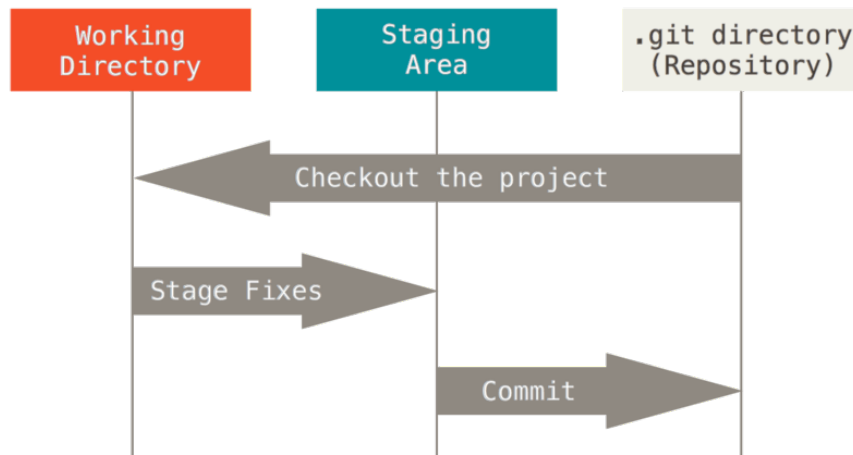 Working
Directory
Staging
Area
.git directory
(Repository)
Checkout the project
Stage Fixes
Commit